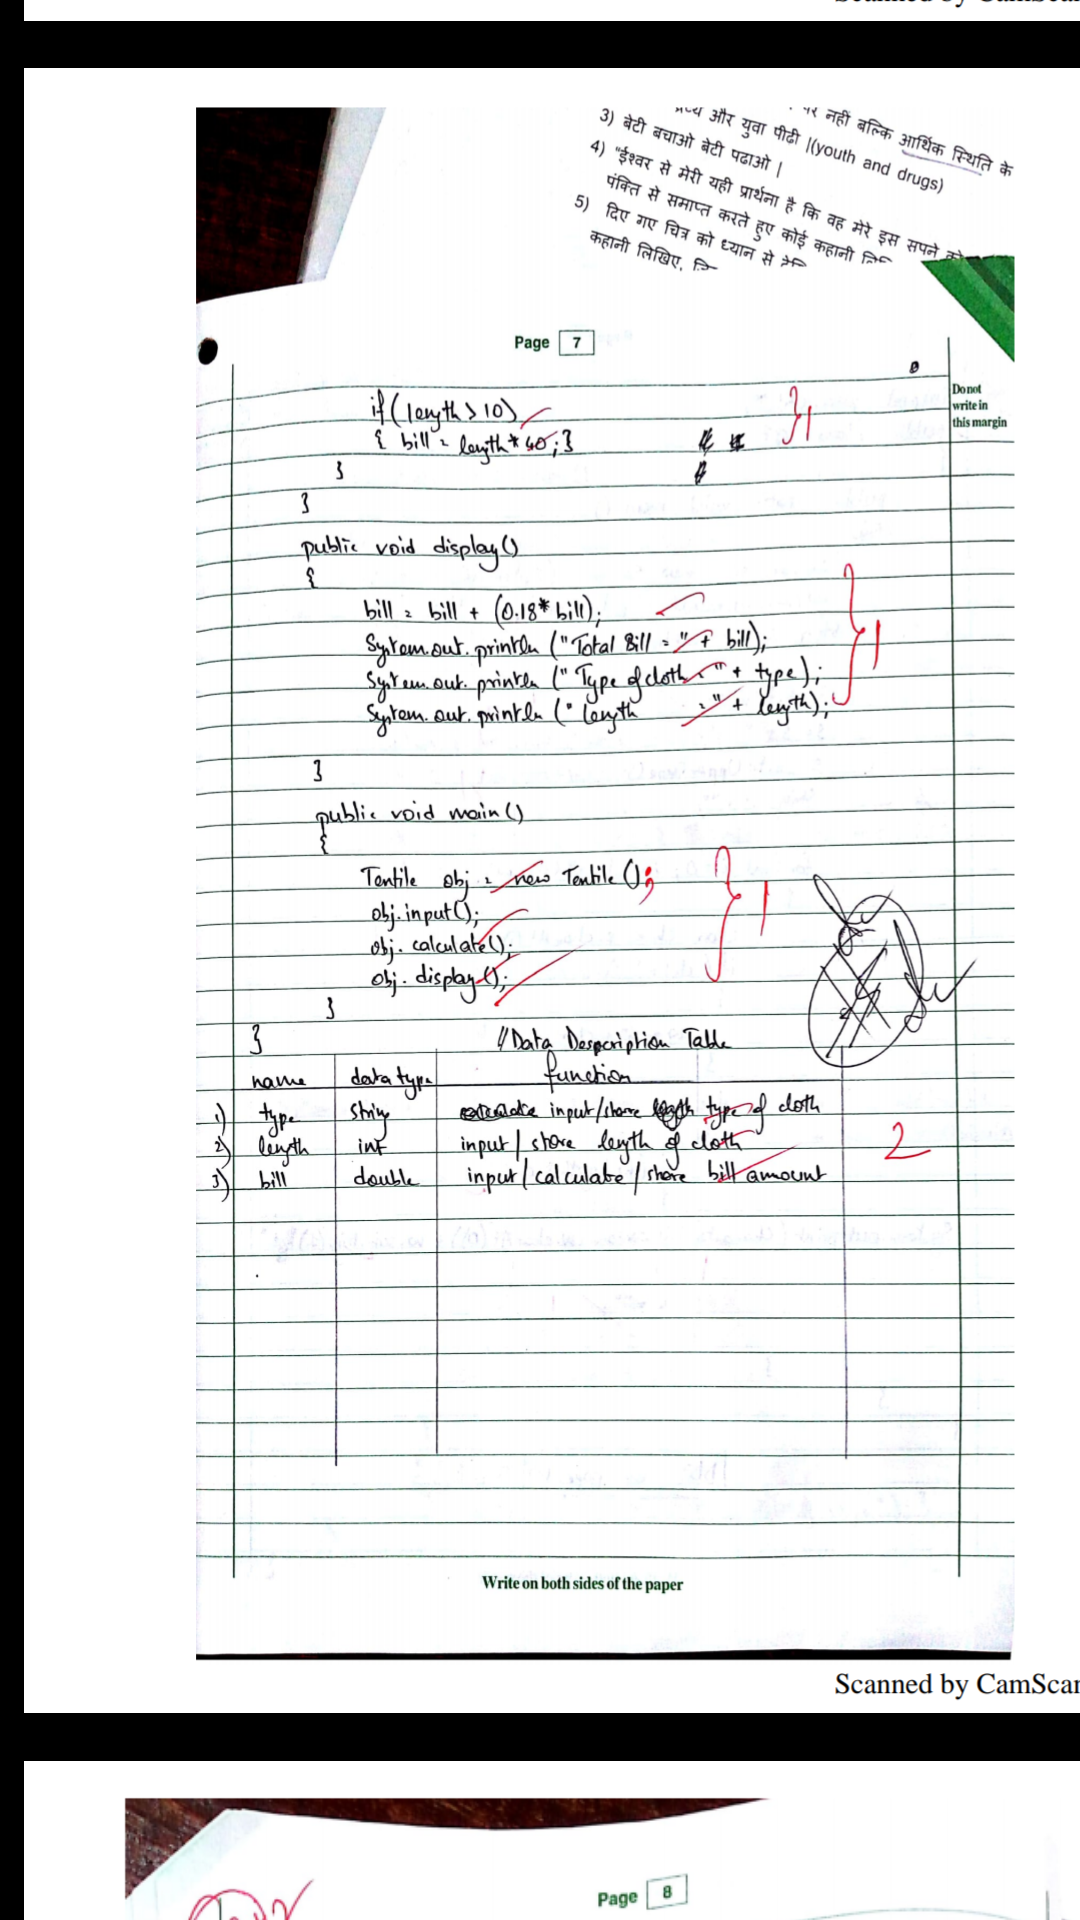 पर नहीं बल्कि आर्थिक स्थिति के
और युवा पीढी |(youth and drugs)
3) बेटी बचाओ बेटी पढाओ |
4) "ईश्वर से मेरी यही प्रार्थना है कि वह मेरे इस सपने को
पंक्ति से समाप्त करते हुए कोई कहानी
5) दिए गए चित्र को ध्यान से
कहानी लिखिए,
Page 7
Do not
write in
this margin
if (length > 10)
{ bill = length * 40; }
} 1
}
}
public void display()
{
bill = bill + (0.18 * bill);
System.out.println ("Total Bill = " + bill);
System.out.println ("Type of cloth = " + type);
System.out.println ("length = " + length);
} 1
}
public void main()
{
Textile obj = new Textile ();
obj.input();
obj.calculate();
obj.display();
} 1
}
}
//Data Despcription Table
name data type function
1) type string input/store type of cloth
2) length int input/store length of cloth
3) bill double input/calculate/store bill amount
2
Write on both sides of the paper
Scanned by CamScan
Page 8